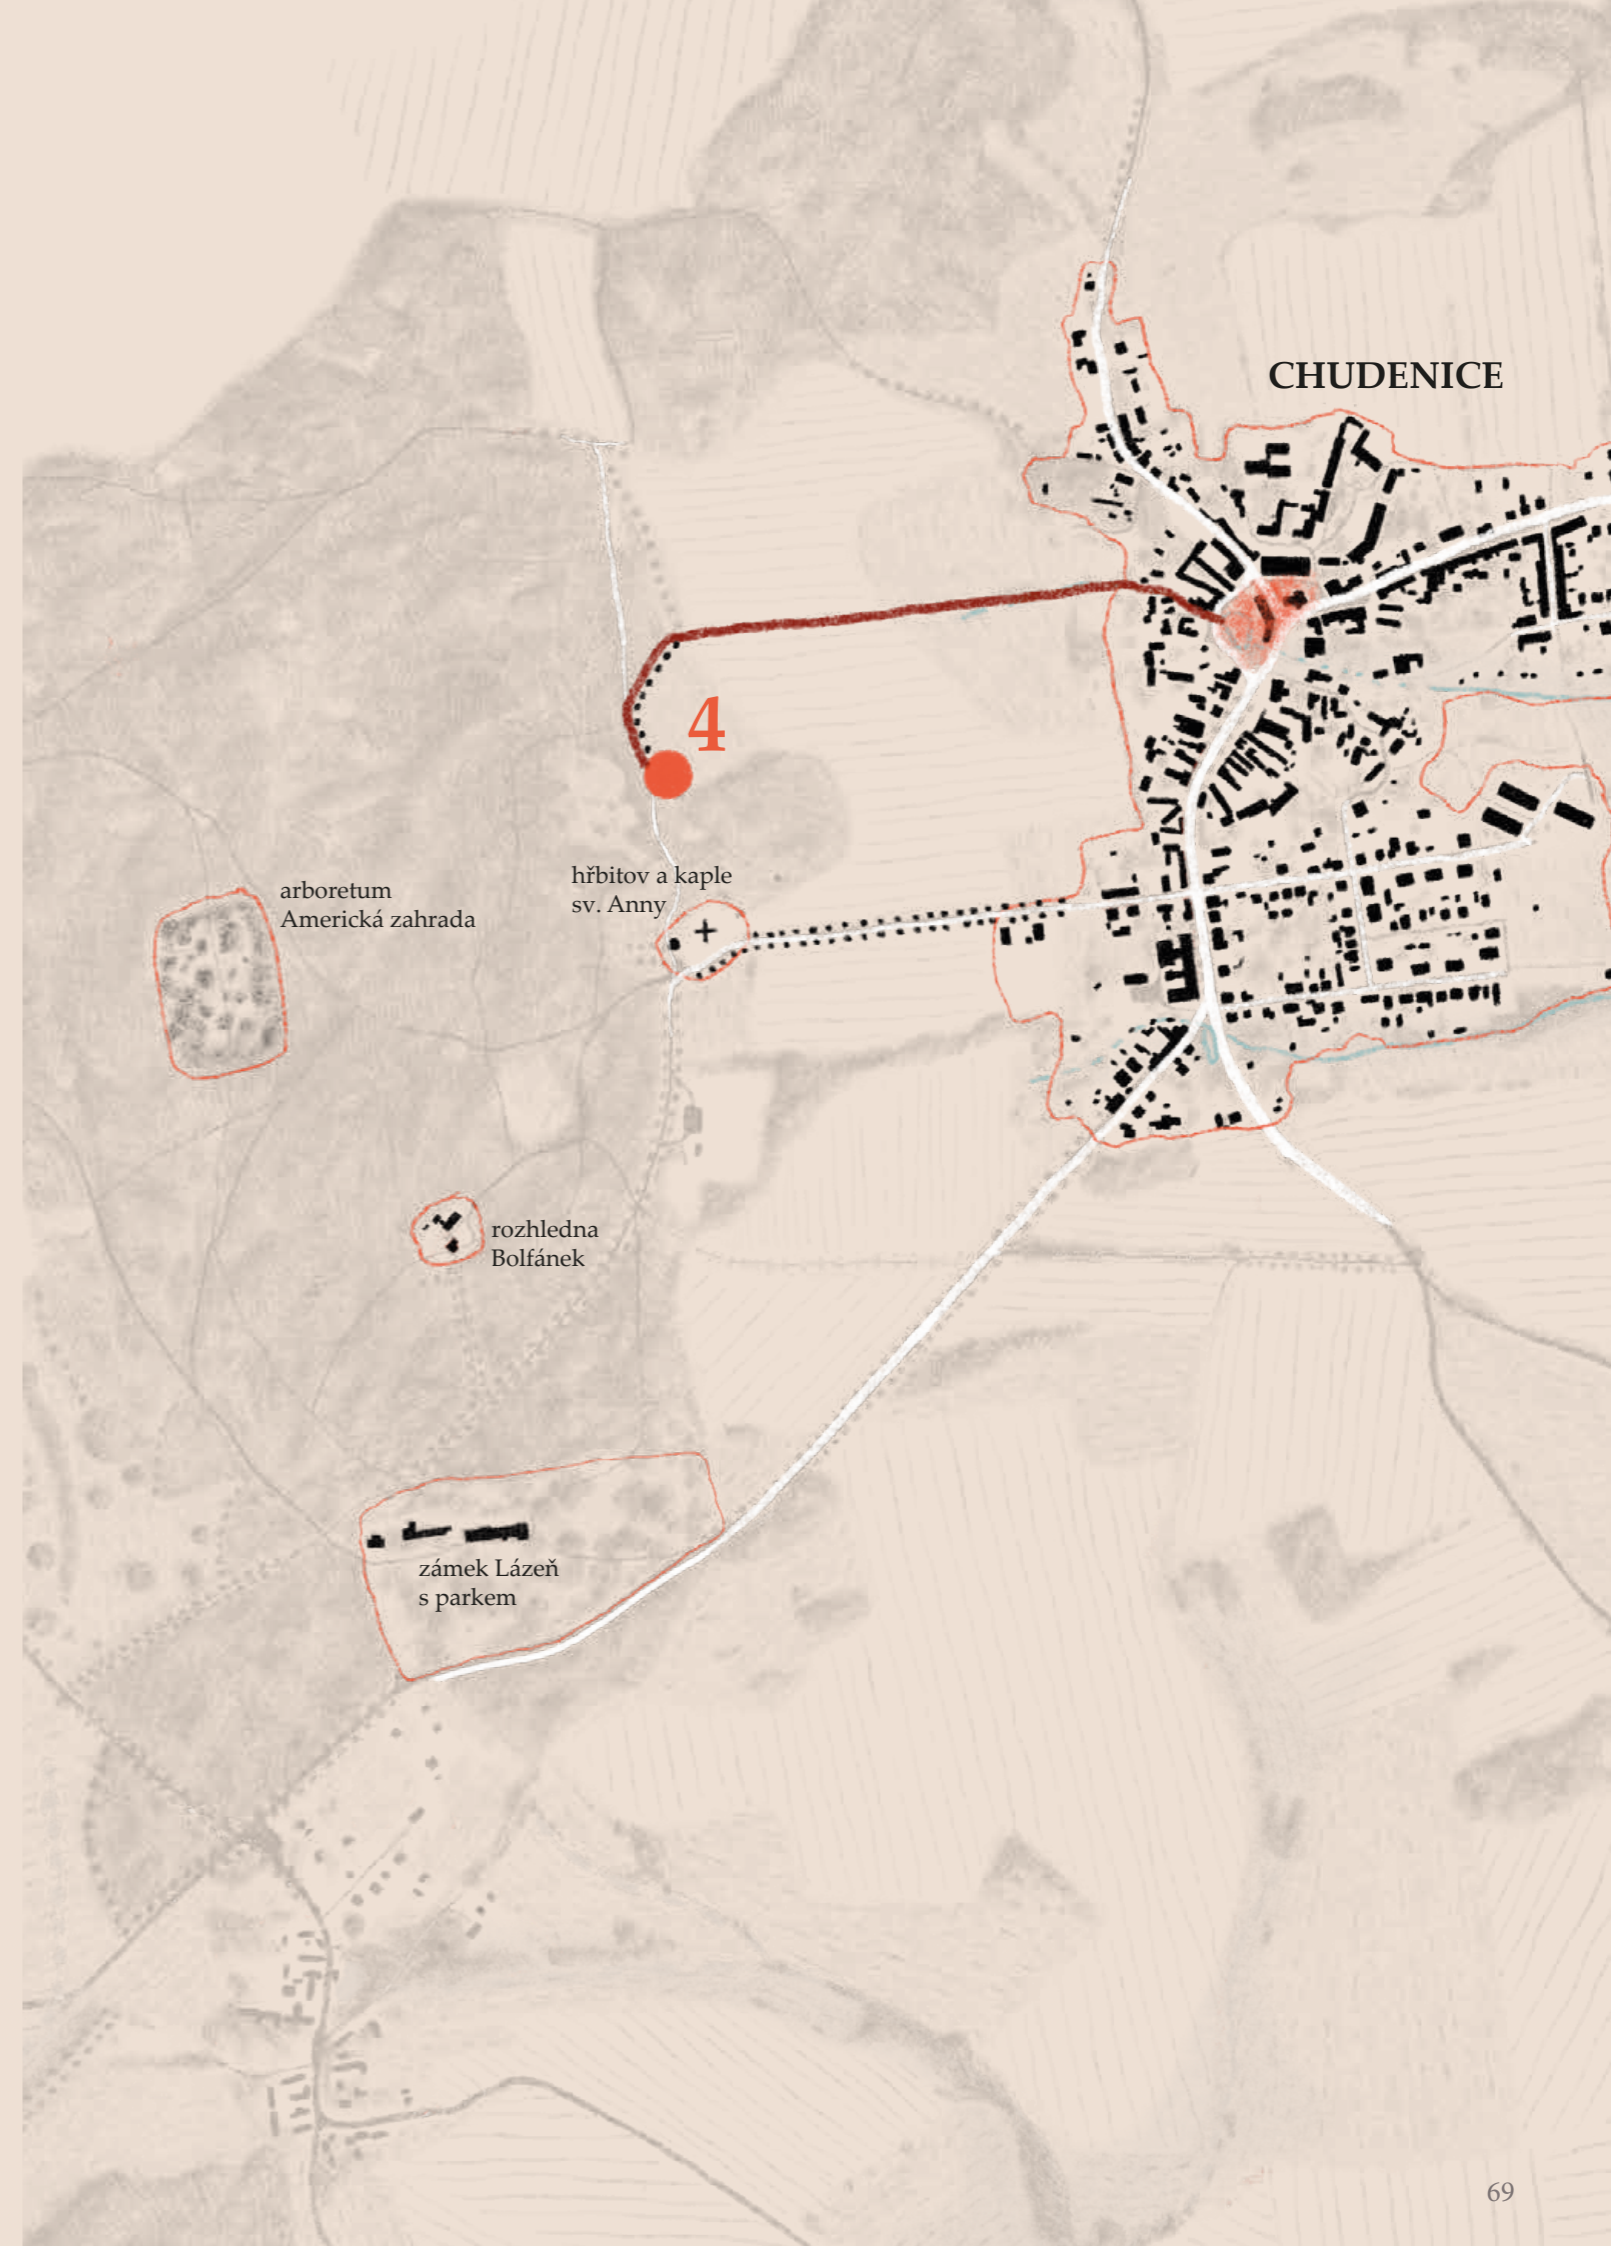 CHUDENICE
4
hřbitov a kaple
sv. Anny
arboretum
Americká zahrada
rozhledna
Bolfánek
zámek Lázeň
s parkem
69